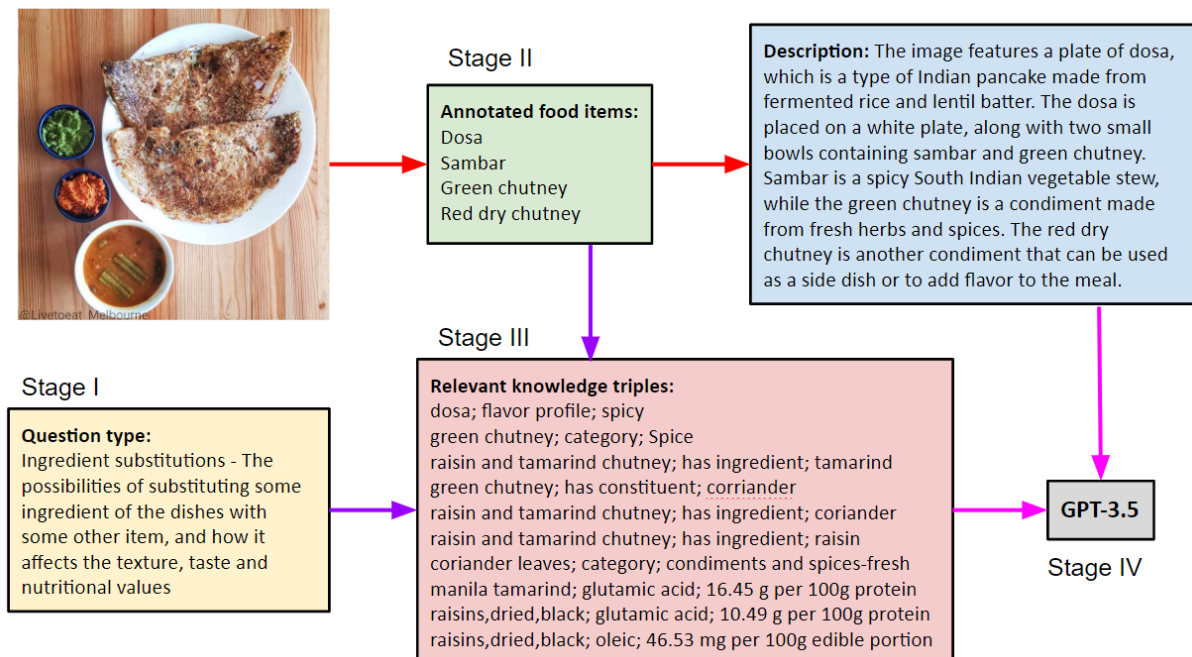 Stage II
Annotated food items:
Dosa
Sambar
Green chutney
Red dry chutney
Description: The image features a plate of dosa,
which is a type of Indian pancake made from
fermented rice and lentil batter. The dosa is
placed on a white plate, along with two small
bowls containing sambar and green chutney.
Sambar is a spicy South Indian vegetable stew,
while the green chutney is a condiment made
from fresh herbs and spices. The red dry
chutney is another condiment that can be used
as a side dish or to add flavor to the meal.
@Livetoeat_Melbourne
Stage I
Question type:
Ingredient substitutions - The
possibilities of substituting some
ingredient of the dishes with
some other item, and how it
affects the texture, taste and
nutritional values
Stage III
Relevant knowledge triples:
dosa; flavor profile; spicy
green chutney; category; Spice
raisin and tamarind chutney; has ingredient; tamarind
green chutney; has constituent; corriander
raisin and tamarind chutney; has ingredient; coriander
raisin and tamarind chutney; has ingredient; raisin
coriander leaves; category; condiments and spices-fresh
manila tamarind; glutamic acid; 16.45 g per 100g protein
raisins,dried,black; glutamic acid; 10.49 g per 100g protein
raisins,dried,black; oleic; 46.53 mg per 100g edible portion
GPT-3.5
Stage IV